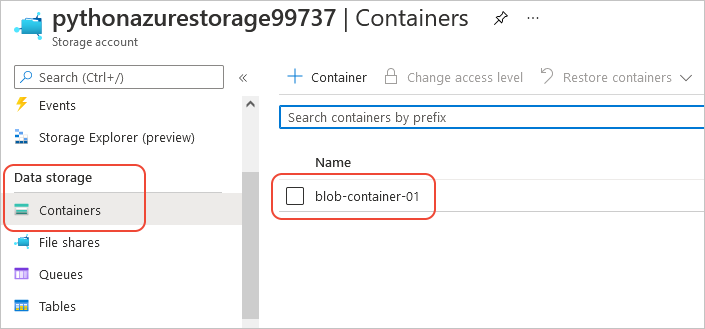 pythonazurestorage99737 | Containers
Storage account
Search (Ctrl+/)
Events
Storage Explorer (preview)
Data storage
Containers
File shares
Queues
Tables
Container
Change access level
Restore containers
Search containers by prefix
Name
blob-container-01